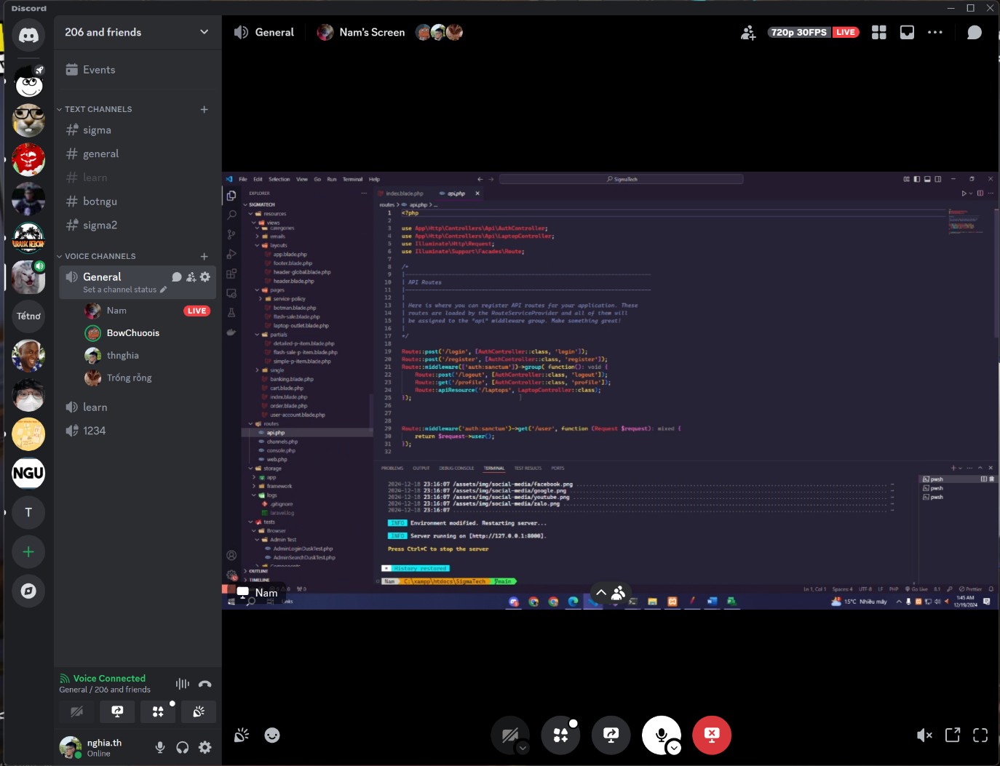 Discord
206 and friends
General
Nam's Screen
720p 30FPS LIVE
Events
TEXT CHANNELS
sigma
general
learn
botngu
sigma2
VOICE CHANNELS
General
Set a channel status
Nam
LIVE
BowChuoois
thnghia
Trống rỗng
learn
1234
JURASSIC REBORN
Tếtnơ
NGU
T
Voice Connected
General / 206 and friends
nghia.th
Online
File Edit Selection View Go Run Terminal Help
SigmaTech
EXPLORER
SIGMATECH
resources
views
categories
emails
layouts
app.blade.php
footer.blade.php
header-global.blade.php
header.blade.php
pages
service-policy
botman.blade.php
flash-sale.blade.php
laptop-outlet.blade.php
partials
detailed-p-item.blade.php
flash-sale-p-item.blade.php
simple-p-item.blade.php
single
banking.blade.php
cart.blade.php
index.blade.php
order.blade.php
user-account.blade.php
routes
api.php
channels.php
console.php
web.php
storage
app
framework
logs
.gitignore
laravel.log
tests
Browser
Admin Test
AdminLoginDuskTest.php
AdminSearchDuskTest.php
Components
OUTLINE
TIMELINE
index.blade.php
api.php
routes > api.php > ...
1 <?php
2
3 use App\Http\Controllers\Api\AuthController;
4 use App\Http\Controllers\Api\LaptopController;
5 use Illuminate\Http\Request;
6 use Illuminate\Support\Facades\Route;
7
8 /*
9 |--------------------------------------------------------------------------
10 | API Routes
11 |--------------------------------------------------------------------------
12 |
13 | Here is where you can register API routes for your application. These
14 | routes are loaded by the RouteServiceProvider and all of them will
15 | be assigned to the "api" middleware group. Make something great!
16 |
17 */
18
19 Route::post('/login', [AuthController::class, 'login']);
20 Route::post('/register', [AuthController::class, 'register']);
21 Route::middleware(['auth:sanctum'])->group( function(): void {
22 Route::post('/logout', [AuthController::class, 'logout']);
23 Route::get('/profile', [AuthController::class, 'profile']);
24 Route::apiResource('/laptops', LaptopController::class);
25 });
26
27
28
29 Route::middleware('auth:sanctum')->get('/user', function (Request $request): mixed {
30 return $request->user();
31 });
32
PROBLEMS OUTPUT DEBUG CONSOLE TERMINAL TEST RESULTS PORTS
2024-12-18 23:16:07 /assets/img/social-media/facebook.png
2024-12-18 23:16:07 /assets/img/social-media/google.png
2024-12-18 23:16:07 /assets/img/social-media/youtube.png
2024-12-18 23:16:07 /assets/img/social-media/zalo.png
2024-12-18 23:16:07
INFO Environment modified. Restarting server...
INFO Server running on [http://127.0.0.1:8000].
Press Ctrl+C to stop the server
* History restored
Nam C:\xampp\htdocs\SigmaTech main
pwsh
pwsh
pwsh
Ln 1, Col 1 Spaces: 4 UTF-8 LF PHP Go Live 8.1 Prettier
Nam
Links
15°C Nhiều mây
1:45 AM
12/19/2024